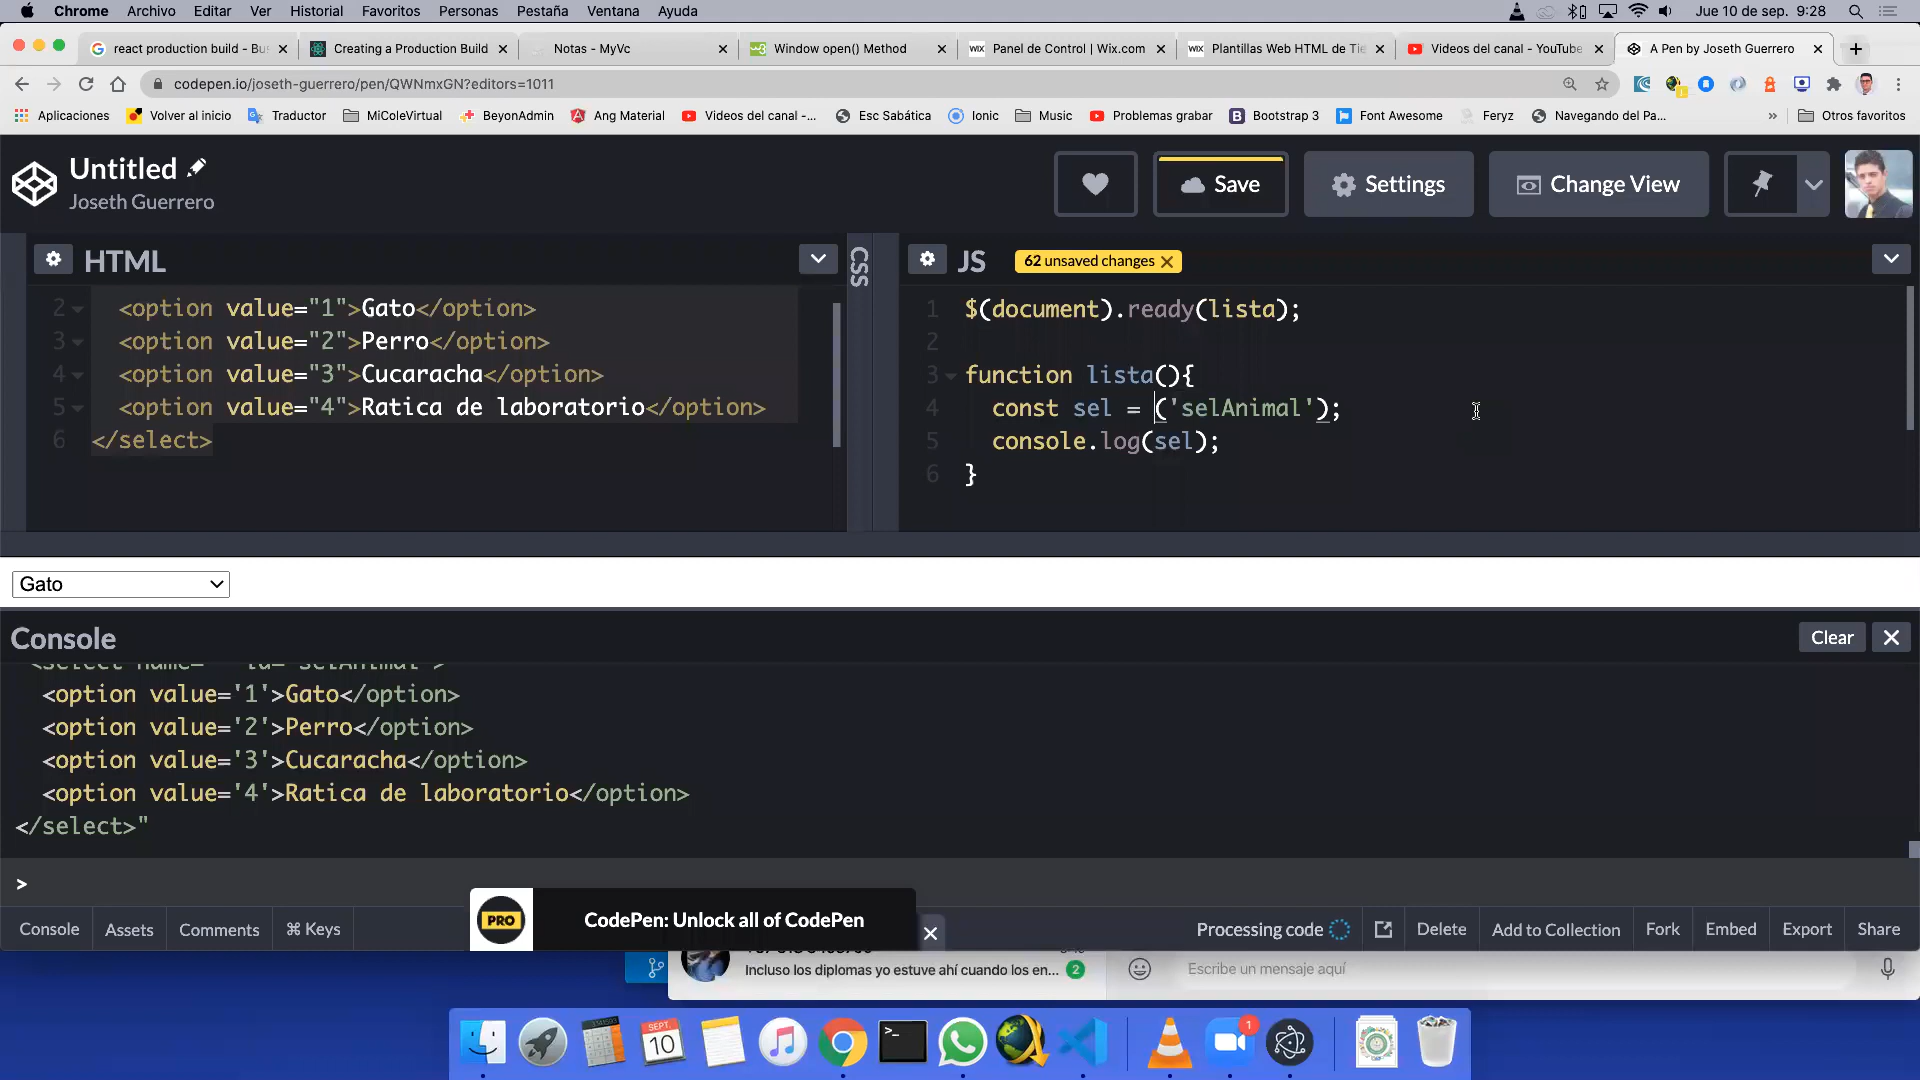 Chrome Archivo Editar Ver Historial Favoritos Personas Pestaña Ventana Ayuda Jue 10 de sep. 9:28
react production build - Bus Creating a Production Build Notas - MyVc Window open() Method Panel de Control | Wix.com Plantillas Web HTML de Tie Videos del canal - YouTube A Pen by Joseth Guerrero
codepen.io/joseth-guerrero/pen/QWNmxGN?editors=1011
Aplicaciones Volver al inicio Traductor MiColeVirtual BeyonAdmin Ang Material Videos del canal -... Esc Sabática Ionic Music Problemas grabar Bootstrap 3 Font Awesome Feryz Navegando del Pa... » Otros favoritos
Untitled
Joseth Guerrero
Save Settings Change View
HTML
2 <option value="1">Gato</option>
3 <option value="2">Perro</option>
4 <option value="3">Cucaracha</option>
5 <option value="4">Ratica de laboratorio</option>
6 </select>
CSS
JS 62 unsaved changes
1 $(document).ready(lista);
2
3 function lista(){
4 const sel = ('selAnimal');
5 console.log(sel);
6 }
Gato
Console Clear
<select name='' id='selAnimal'>
<option value='1'>Gato</option>
<option value='2'>Perro</option>
<option value='3'>Cucaracha</option>
<option value='4'>Ratica de laboratorio</option>
</select>"
>
PRO CodePen: Unlock all of CodePen
Console Assets Comments ⌘ Keys Processing code Delete Add to Collection Fork Embed Export Share
Incluso los diplomas yo estuve ahí cuando los en... 2 Escribe un mensaje aquí
SEPT. 10
1